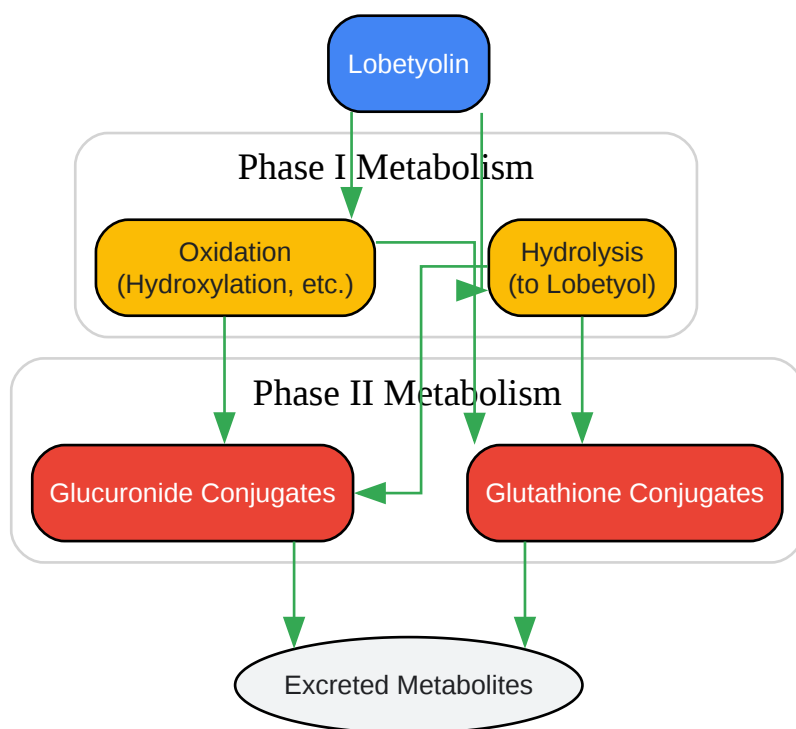 Lobetyolin
Phase I Metabolism
Oxidation
(Hydroxylation, etc.)
Hydrolysis
(to Lobetyol)
Phase II Metabolism
Glucuronide Conjugates
Glutathione Conjugates
Excreted Metabolites